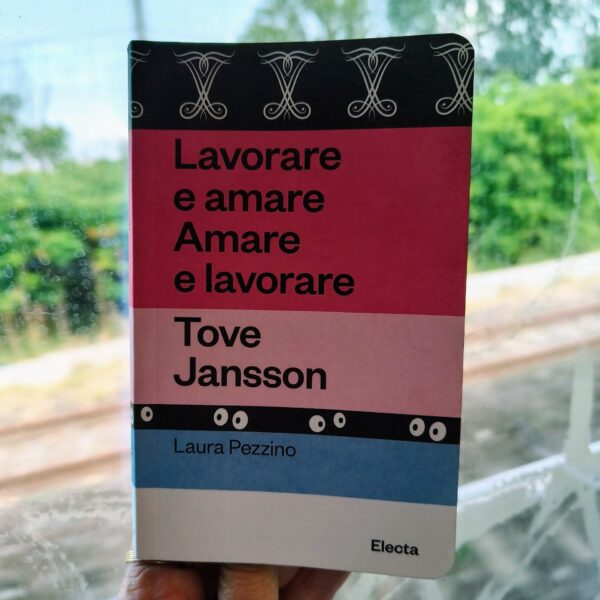 Lavorare
e amare
Amare
e lavorare
Tove
Jansson
Laura Pezzino
Electa